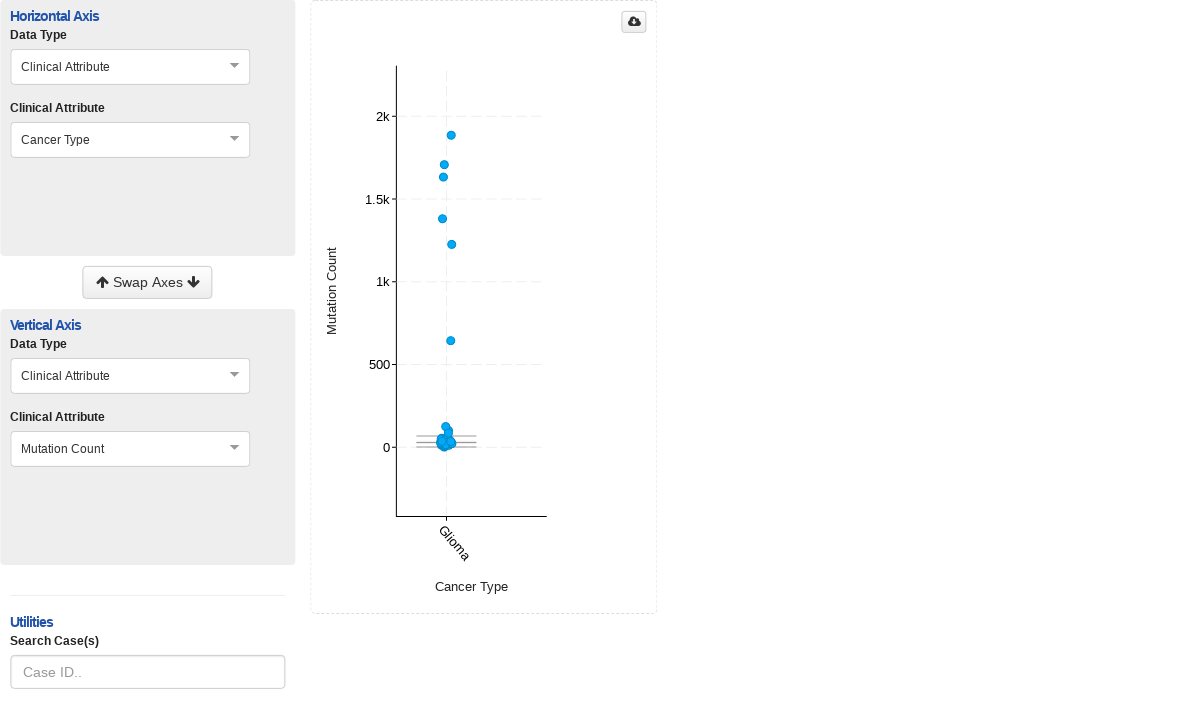 Horizontal Axis
Data Type
Clinical Attribute
Clinical Attribute
Cancer Type
Swap Axes
Vertical Axis
Data Type
Clinical Attribute
Clinical Attribute
Mutation Count
Utilities
Search Case(s)
Case ID..
2k
1.5k
1k
500
0
Mutation Count
Glioma
Cancer Type